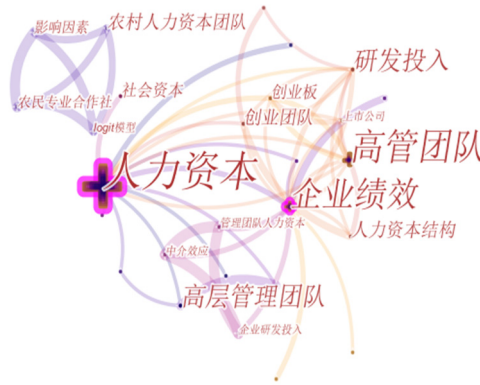 影响因素
农村人力资本团队
研发投入
社会资本
创业板
农民专业合作社
创业团队
上市公司
logit模型
高管团队
人力资本
企业绩效
管理团队人力资本
人力资本结构
中介效应
高层管理团队
企业研发投入